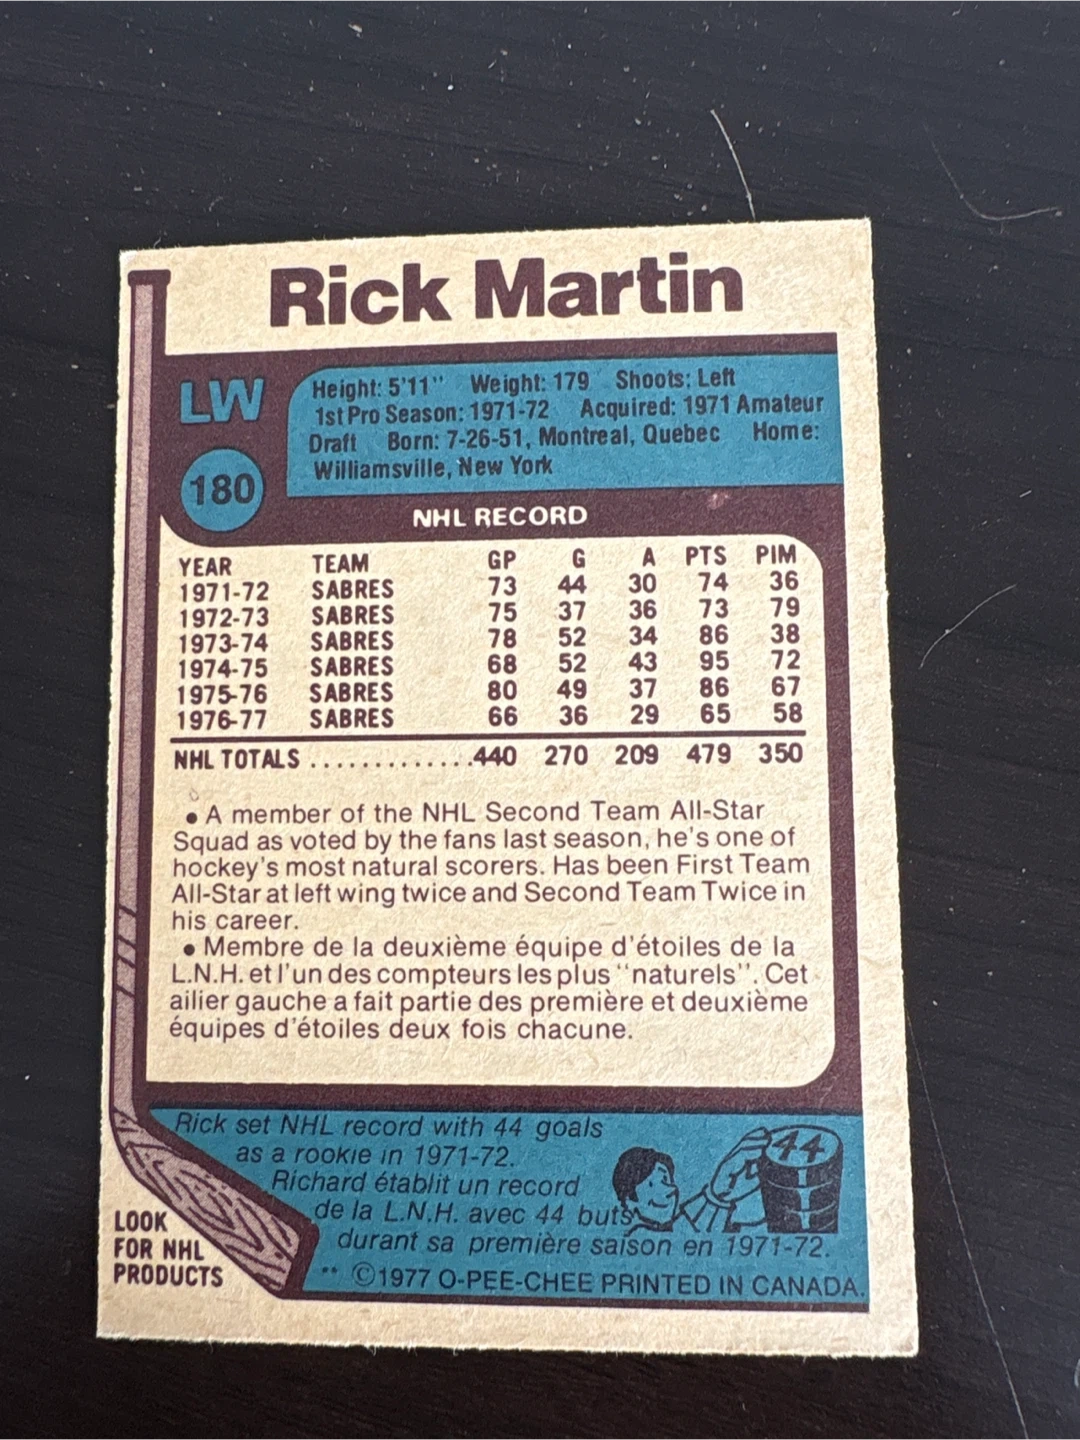 Rick Martin
LW
180
Height: 5'11" Weight: 179 Shoots: Left
1st Pro Season: 1971-72 Acquired: 1971 Amateur
Draft Born: 7-26-51, Montreal, Quebec Home:
Williamsville, New York
NHL RECORD
YEAR TEAM GP G A PTS PIM
1971-72 SABRES 73 44 30 74 36
1972-73 SABRES 75 37 36 73 79
1973-74 SABRES 78 52 34 86 38
1974-75 SABRES 68 52 43 95 72
1975-76 SABRES 80 49 37 86 67
1976-77 SABRES 66 36 29 65 58
NHL TOTALS .............440 270 209 479 350
• A member of the NHL Second Team All-Star
Squad as voted by the fans last season, he's one of
hockey's most natural scorers. Has been First Team
All-Star at left wing twice and Second Team Twice in
his career.
• Membre de la deuxième équipe d'étoiles de la
L.N.H. et l'un des compteurs les plus "naturels". Cet
ailier gauche a fait partie des première et deuxième
équipes d'étoiles deux fois chacune.
Rick set NHL record with 44 goals
as a rookie in 1971-72.
Richard établit un record
de la L.N.H. avec 44 buts
durant sa première saison en 1971-72.
44
** ©1977 O-PEE-CHEE PRINTED IN CANADA.
LOOK
FOR NHL
PRODUCTS